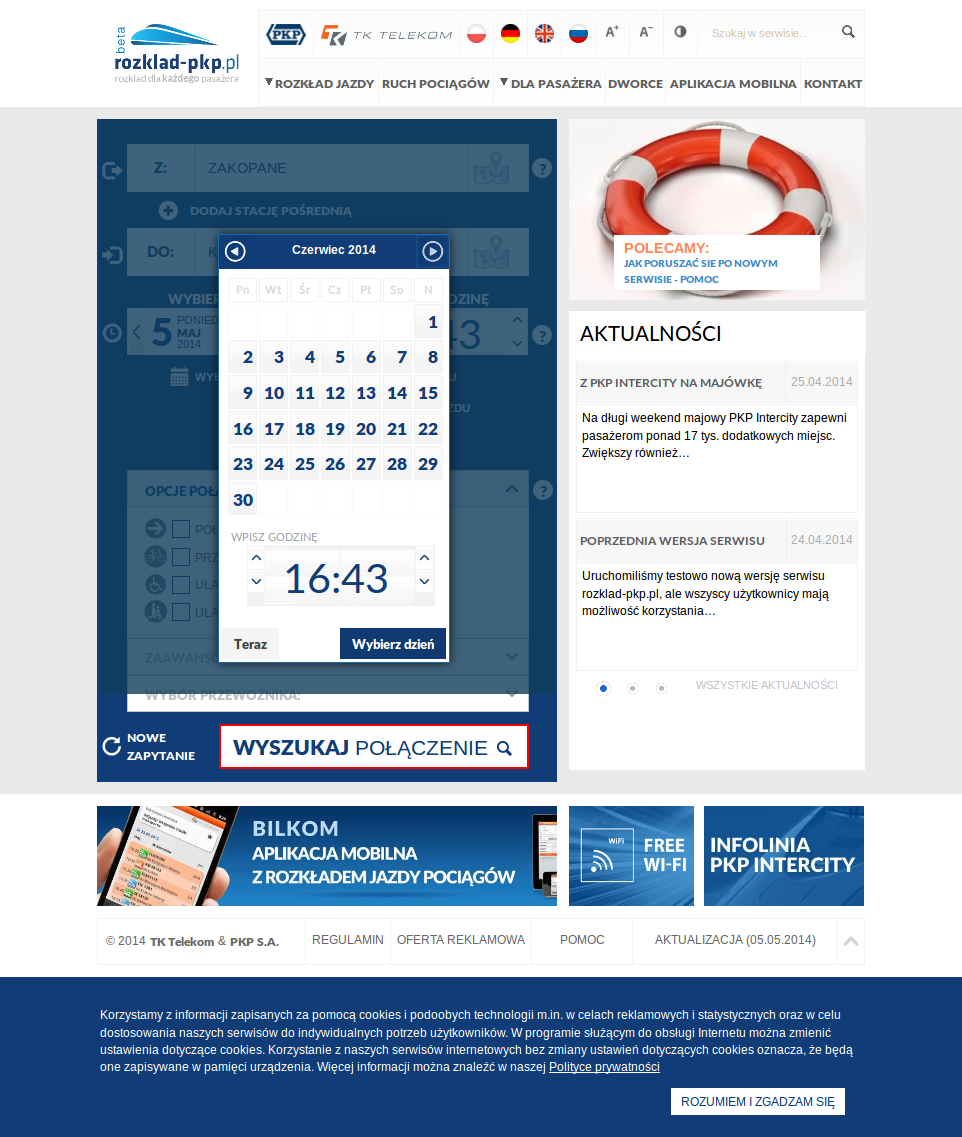 beta
rozklad-pkp.pl
rozklad dla każdego pasażera
PKP
TK TELEKOM
A+
A-
Szukaj w serwisie..
ROZKŁAD JAZDY
RUCH POCIĄGÓW
DLA PASAŻERA
DWORCE
APLIKACJA MOBILNA
KONTAKT
Z:
ZAKOPANE
?
DODAJ STACJĘ POŚREDNIĄ
DO:
5
PONIED
MAJ
2014
?
POLECAMY:
JAK PORUSZAĆ SIE PO NOWYM
SERWISIE - POMOC
Czerwiec 2014
Pn Wt Śr Cz Pt So N
1
2 3 4 5 6 7 8
9 10 11 12 13 14 15
16 17 18 19 20 21 22
23 24 25 26 27 28 29
30
WPISZ GODZINĘ
16:43
Teraz
Wybierz dzień
OPCJE
?
WYBÓR PRZEWOŹNIKA:
NOWE
ZAPYTANIE
WYSZUKAJ POŁĄCZENIE
AKTUALNOŚCI
Z PKP INTERCITY NA MAJÓWKĘ
25.04.2014
Na długi weekend majowy PKP Intercity zapewni
pasażerom ponad 17 tys. dodatkowych miejsc.
Zwiększy również…
POPRZEDNIA WERSJA SERWISU
24.04.2014
Uruchomiliśmy testowo nową wersję serwisu
rozklad-pkp.pl, ale wszyscy użytkownicy mają
możliwość korzystania…
WSZYSTKIE AKTUALNOŚCI
BILKOM
APLIKACJA MOBILNA
Z ROZKŁADEM JAZDY POCIĄGÓW
WiFi
FREE
WI-FI
INFOLINIA
PKP INTERCITY
© 2014 TK Telekom & PKP S.A.
REGULAMIN
OFERTA REKLAMOWA
POMOC
AKTUALIZACJA (05.05.2014)
Korzystamy z informacji zapisanych za pomocą cookies i podoobych technologii m.in. w celach reklamowych i statystycznych oraz w celu
dostosowania naszych serwisów do indywidualnych potrzeb użytkowników. W programie służącym do obsługi Internetu można zmienić
ustawienia dotyczące cookies. Korzystanie z naszych serwisów internetowych bez zmiany ustawień dotyczących cookies oznacza, że będą
one zapisywane w pamięci urządzenia. Więcej informacji można znaleźć w naszej Polityce prywatności
ROZUMIEM I ZGADZAM SIĘ